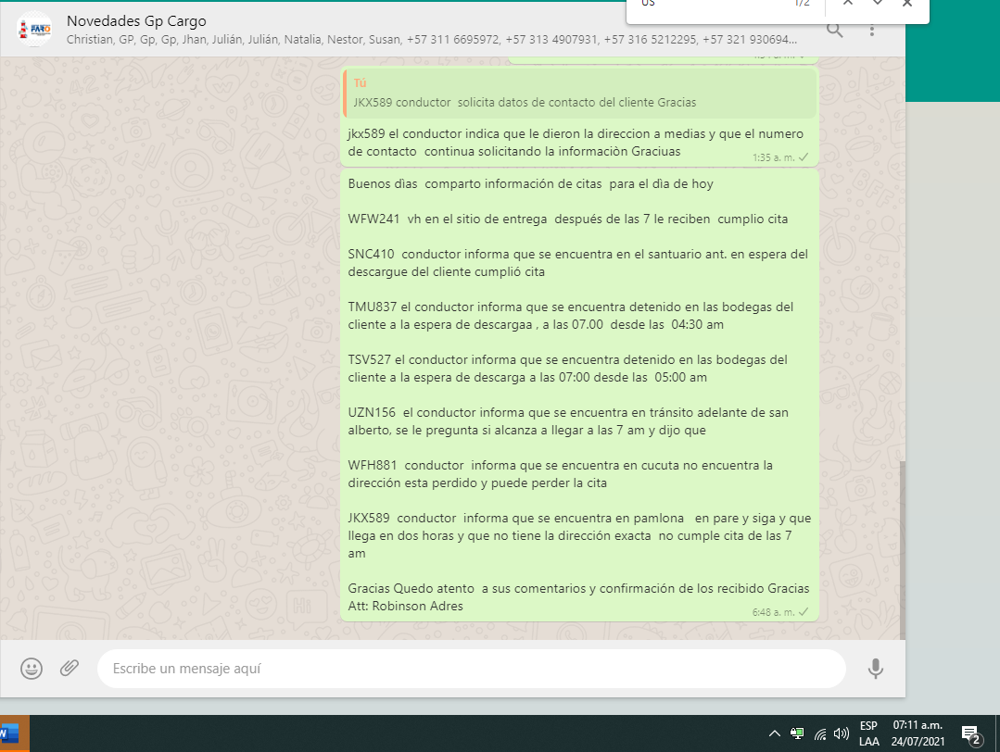 US
1/2
FARO
Novedades Gp Cargo
Christian, GP, Gp, Gp, Jhan, Julián, Julián, Natalia, Nestor, Susan, +57 311 6695972, +57 313 4907931, +57 316 5212295, +57 321 930694...
Tú
JKX589 conductor  solicita datos de contacto del cliente Gracias
jkx589 el conductor indica que le dieron la direccion a medias y que el numero
de contacto  continua solicitando la informaciòn Graciuas
1:35 a. m.
Buenos dìas  comparto información de citas  para el dìa de hoy
WFW241  vh en el sitio de entrega  después de las 7 le reciben  cumplio cita
SNC410  conductor informa que se encuentra en el santuario ant. en espera del
descargue del cliente cumplió cita
TMU837 el conductor informa que se encuentra detenido en las bodegas del
cliente a la espera de descargaa , a las 07.00  desde las  04:30 am
TSV527 el conductor informa que se encuentra detenido en las bodegas del
cliente a la espera de descarga a las 07:00 desde las  05:00 am
UZN156  el conductor informa que se encuentra en tránsito adelante de san
alberto, se le pregunta si alcanza a llegar a las 7 am y dijo que
WFH881  conductor  informa que se encuentra en cucuta no encuentra la
dirección esta perdido y puede perder la cita
JKX589  conductor  informa que se encuentra en pamlona   en pare y siga y que
llega en dos horas y que no tiene la dirección exacta  no cumple cita de las 7
am
Gracias Quedo atento  a sus comentarios y confirmación de los recibido Gracias
Att: Robinson Adres
6:48 a. m.
Escribe un mensaje aquí
W
ESP
LAA
07:11 a.m.
24/07/2021
2